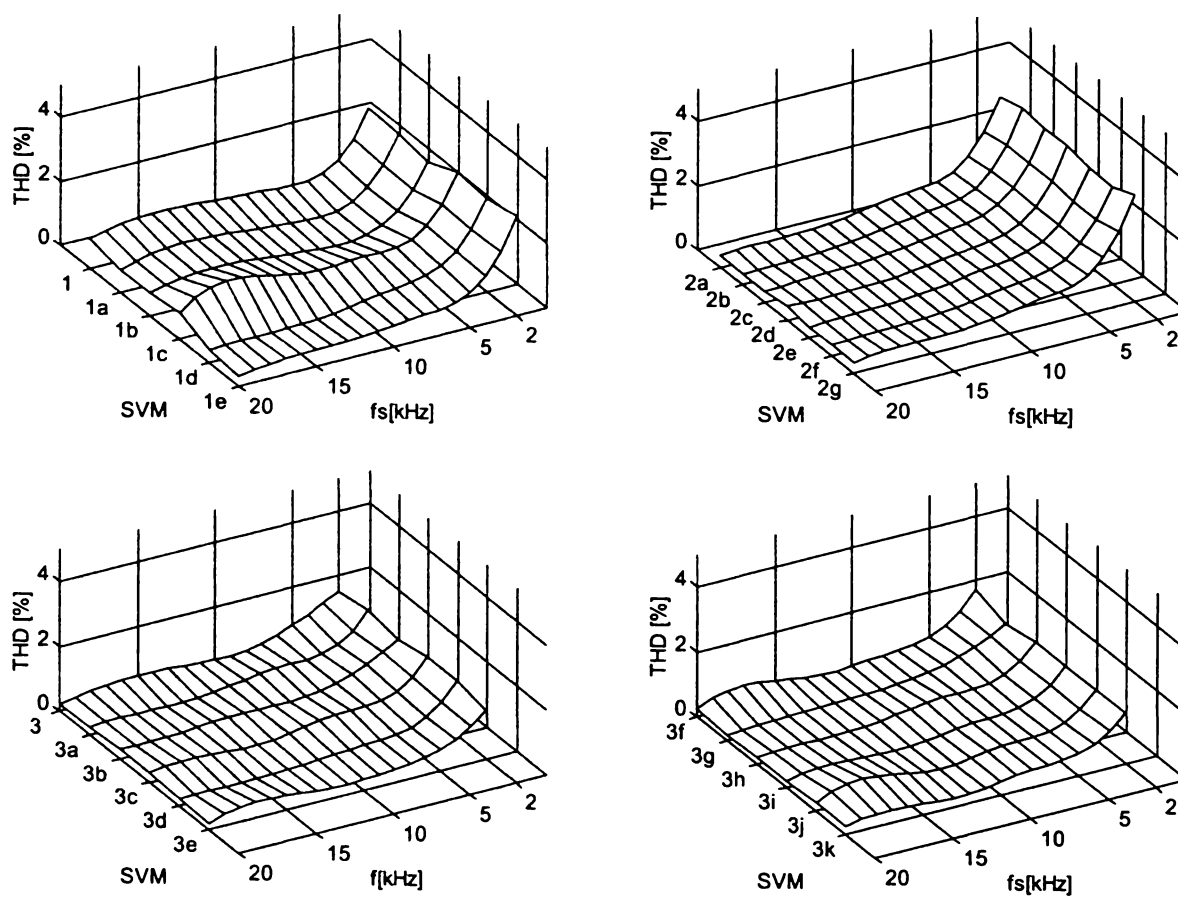 THD [%]
4
2
0
1
1a
1b
1c
1d
1e
SVM
20
15
10
5
2
fs[kHz]
THD [%]
4
2
0
2a
2b
2c
2d
2e
2f
2g
SVM
20
15
10
5
2
fs[kHz]
THD [%]
4
2
0
3
3a
3b
3c
3d
3e
SVM
20
15
10
5
2
f[kHz]
THD [%]
4
2
0
3f
3g
3h
3i
3j
3k
SVM
20
15
10
5
2
fs[kHz]